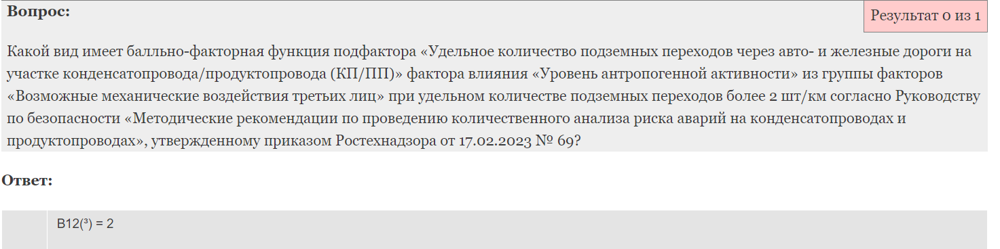 Вопрос:
Результат 0 из 1
Какой вид имеет балльно-факторная функция подфактора «Удельное количество подземных переходов через авто- и железные дороги на
участке конденсатопровода/продуктопровода (КП/ПП)» фактора влияния «Уровень антропогенной активности» из группы факторов
«Возможные механические воздействия третьих лиц» при удельном количестве подземных переходов более 2 шт/км согласно Руководству
по безопасности «Методические рекомендации по проведению количественного анализа риска аварий на конденсатопроводах и
продуктопроводах», утвержденному приказом Ростехнадзора от 17.02.2023 № 69?
Ответ:
B12(³) = 2